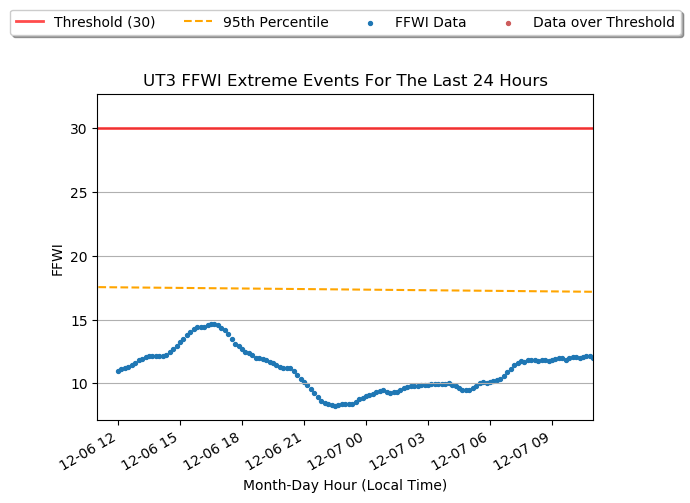 Threshold (30) 95th Percentile FFWI Data Data over Threshold
UT3 FFWI Extreme Events For The Last 24 Hours
30
25
20
15
10
FFWI
12-06 12 12-06 15 12-06 18 12-06 21 12-07 00 12-07 03 12-07 06 12-07 09
Month-Day Hour (Local Time)